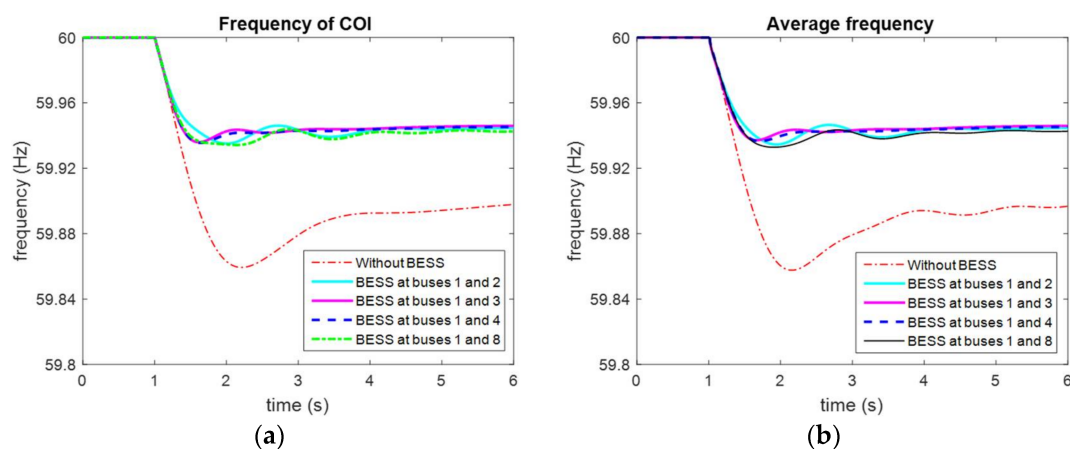 Frequency of COI
60
59.96
59.92
59.88
59.84
59.8
frequency (Hz)
Without BESS
BESS at buses 1 and 2
BESS at buses 1 and 3
BESS at buses 1 and 4
BESS at buses 1 and 8
0 1 2 3 4 5 6
time (s)
(a)
Average frequency
60
59.96
59.92
59.88
59.84
59.8
frequency (Hz)
Without BESS
BESS at buses 1 and 2
BESS at buses 1 and 3
BESS at buses 1 and 4
BESS at buses 1 and 8
0 1 2 3 4 5 6
time (s)
(b)